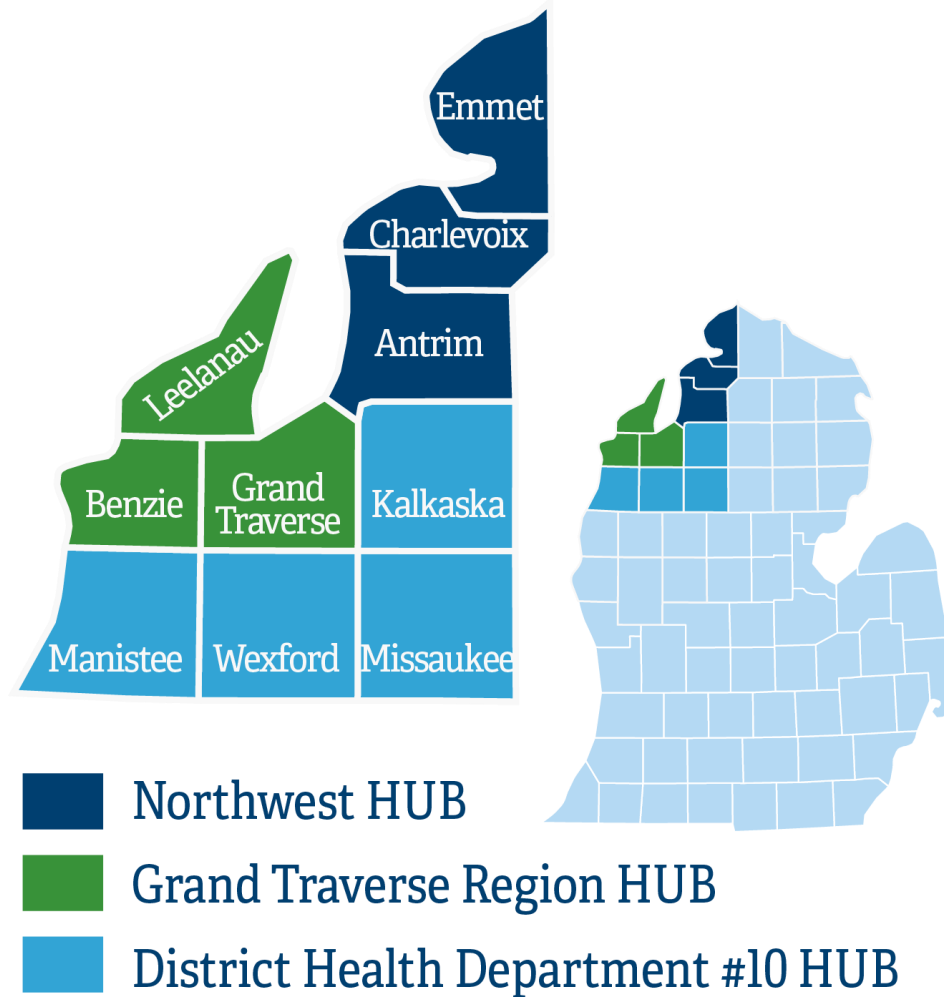 Emmet
Charlevoix
Antrim
Leelanau
Benzie
Grand
Traverse
Kalkaska
Manistee
Wexford
Missaukee
Northwest HUB
Grand Traverse Region HUB
District Health Department #10 HUB